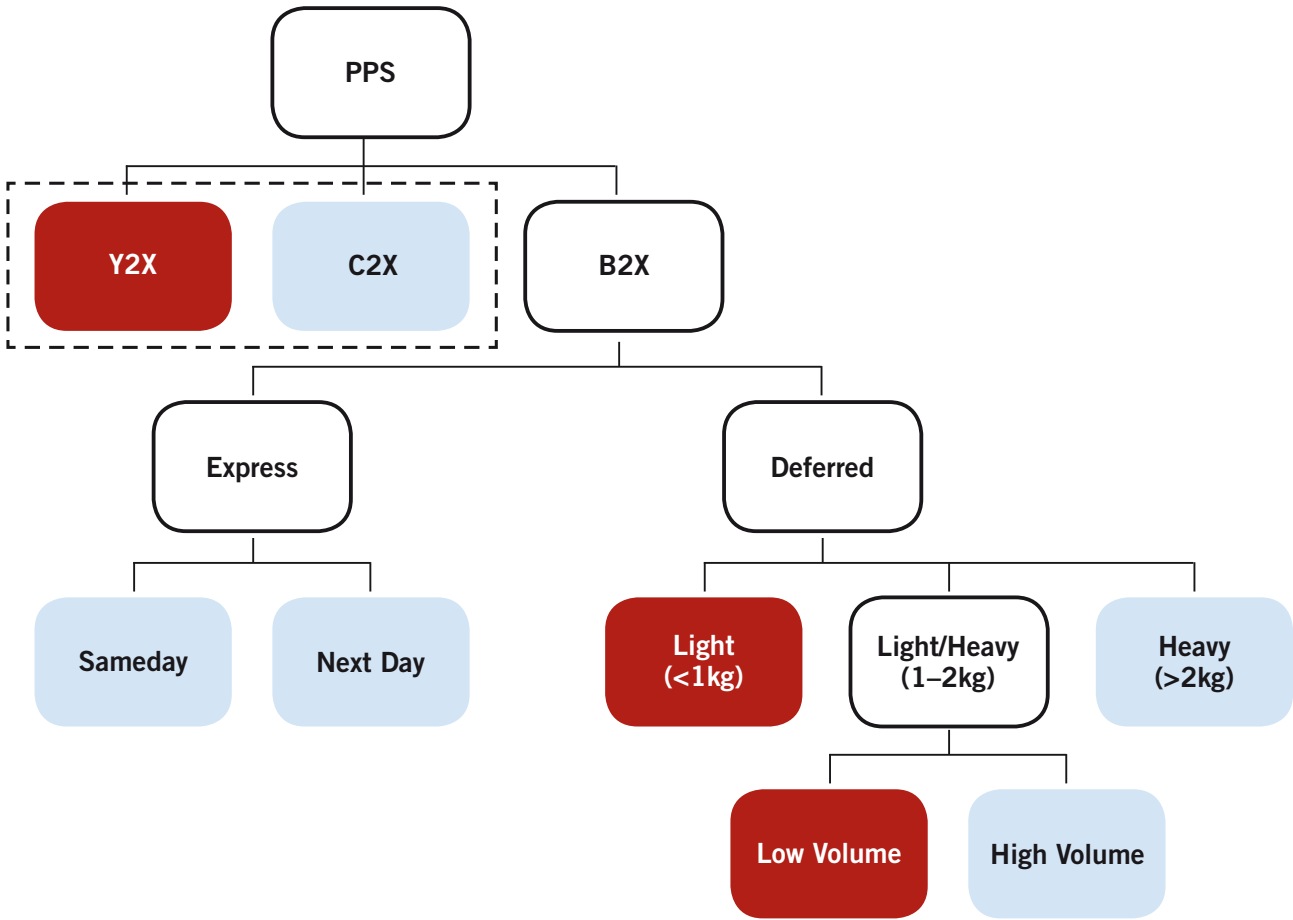 PPS
Y2X
C2X
B2X
Express
Deferred
Sameday
Next Day
Light
(<1kg)
Light/Heavy
(1–2kg)
Heavy
(>2kg)
Low Volume
High Volume